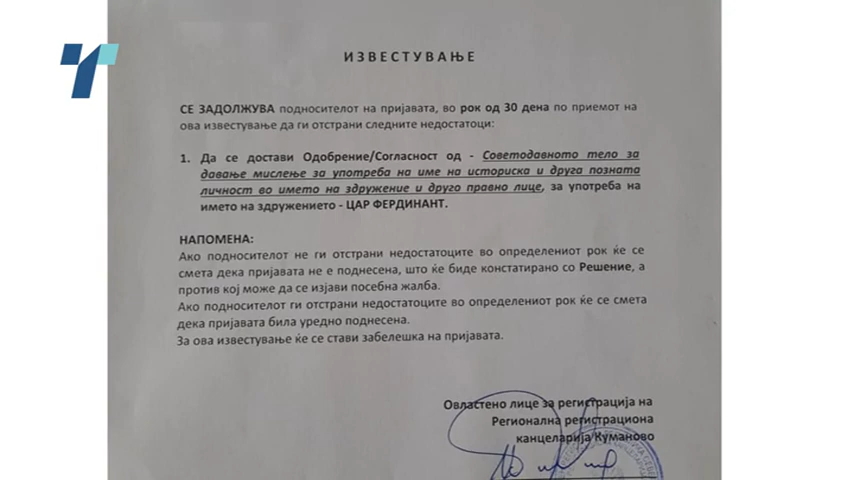 ИЗВЕСТУВАЊЕ
СЕ ЗАДОЛЖУВА подносителот на пријавата, во рок од 30 дена по приемот на
ова известување да ги отстрани следните недостатоци:
1. Да се достави Одобрение/Согласност од - Советодавното тело за
давање мислење за употреба на име на историска и друга позната
личност во името на здружение и друго правно лице, за употреба на
името на здружението - ЦАР ФЕРДИНАНТ.
НАПОМЕНА:
Ако подносителот не ги отстрани недостатоците во определениот рок ќе се
смета дека пријавата не е поднесена, што ќе биде констатирано со Решение, а
против кој може да се изјави посебна жалба.
Ако подносителот ги отстрани недостатоците во определениот рок ќе се смета
дека пријавата била уредно поднесена.
За ова известување ќе се стави забелешка на пријавата.
Овластено лице за регистрација на
Регионална регистрациона
канцеларија Куманово